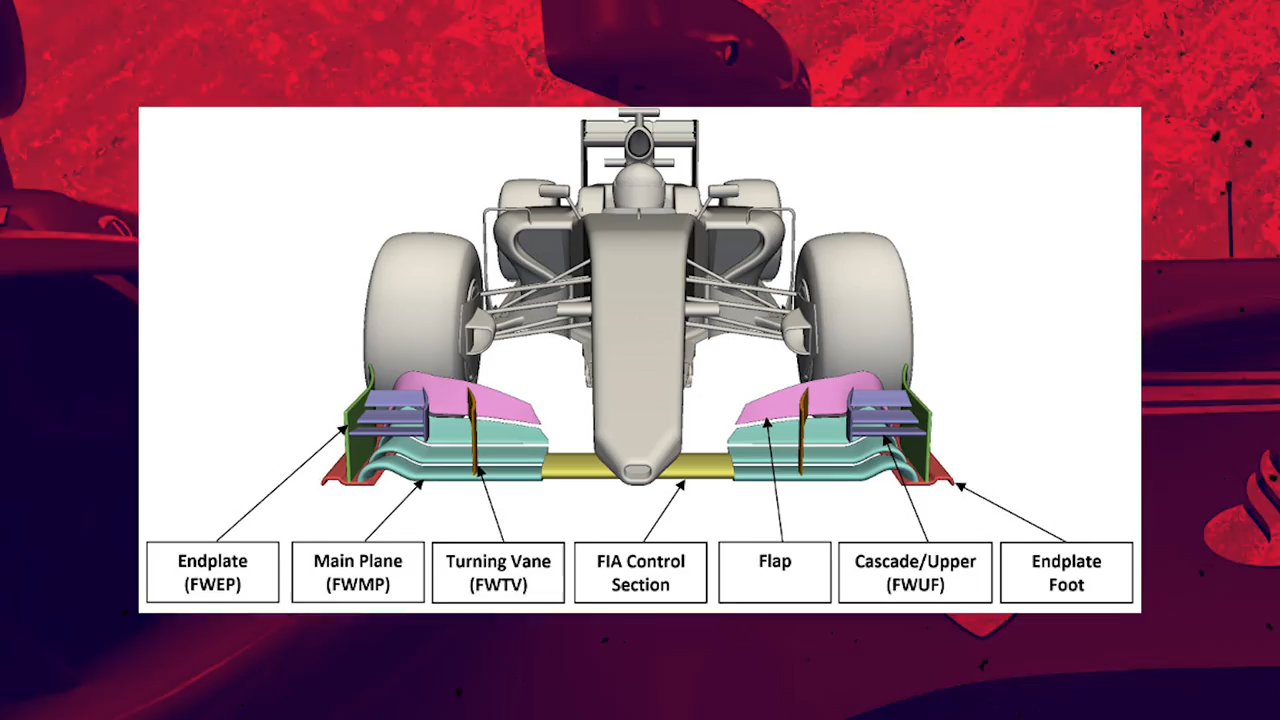 Endplate
(FWEP)
Main Plane
(FWMP)
Turning Vane
(FWTV)
FIA Control
Section
Flap
Cascade/Upper
(FWUF)
Endplate
Foot